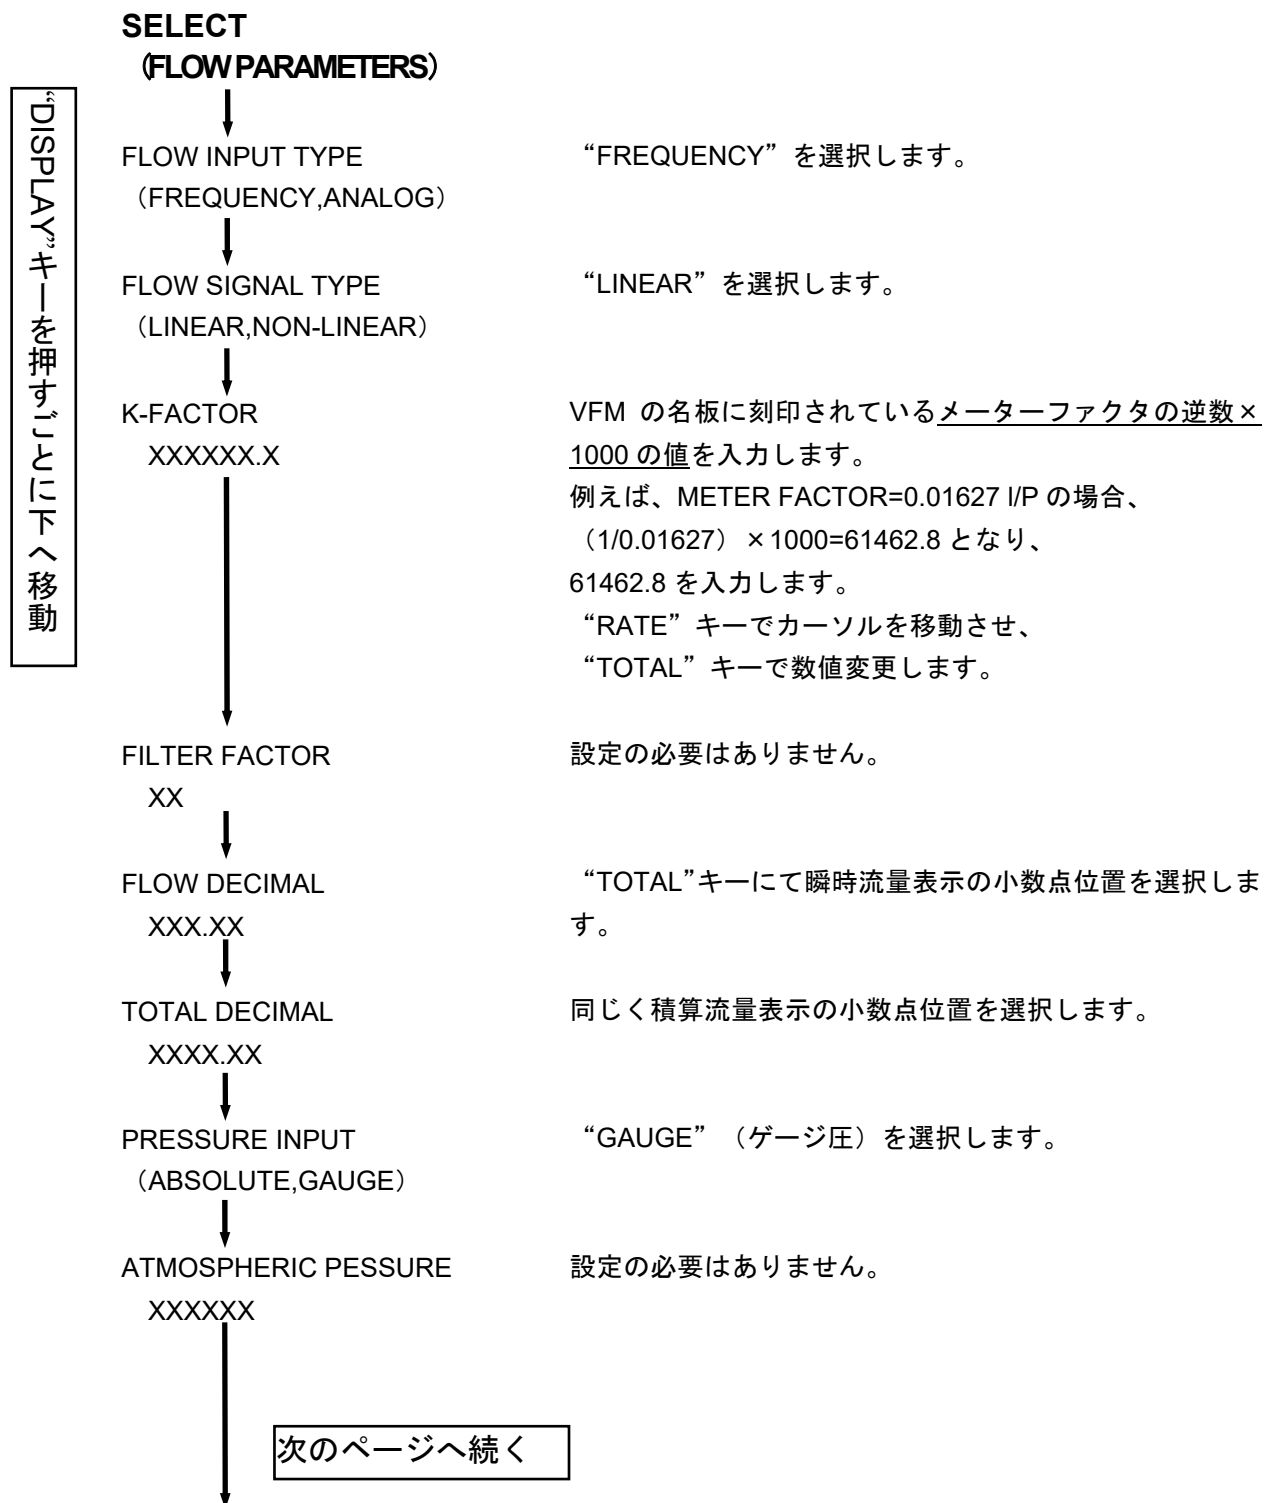 SELECT
（FLOW PARAMETERS）
“DISPLAY”キーを押すごとに下へ移動
FLOW INPUT TYPE
“FREQUENCY”を選択します。
（FREQUENCY,ANALOG）
FLOW SIGNAL TYPE
“LINEAR”を選択します。
（LINEAR,NON-LINEAR）
K-FACTOR
XXXXXX.X
VFM の名板に刻印されているメーターファクタの逆数×
1000 の値を入力します。
例えば、METER FACTOR=0.01627 l/P の場合、
（1/0.01627）×1000=61462.8 となり、
61462.8 を入力します。
“RATE”キーでカーソルを移動させ、
“TOTAL”キーで数値変更します。
FILTER FACTOR
XX
設定の必要はありません。
FLOW DECIMAL
XXX.XX
“TOTAL”キーにて瞬時流量表示の小数点位置を選択しま
す。
TOTAL DECIMAL
XXXX.XX
同じく積算流量表示の小数点位置を選択します。
PRESSURE INPUT
（ABSOLUTE,GAUGE）
“GAUGE”（ゲージ圧）を選択します。
ATMOSPHERIC PESSURE
XXXXXX
設定の必要はありません。
次のページへ続く